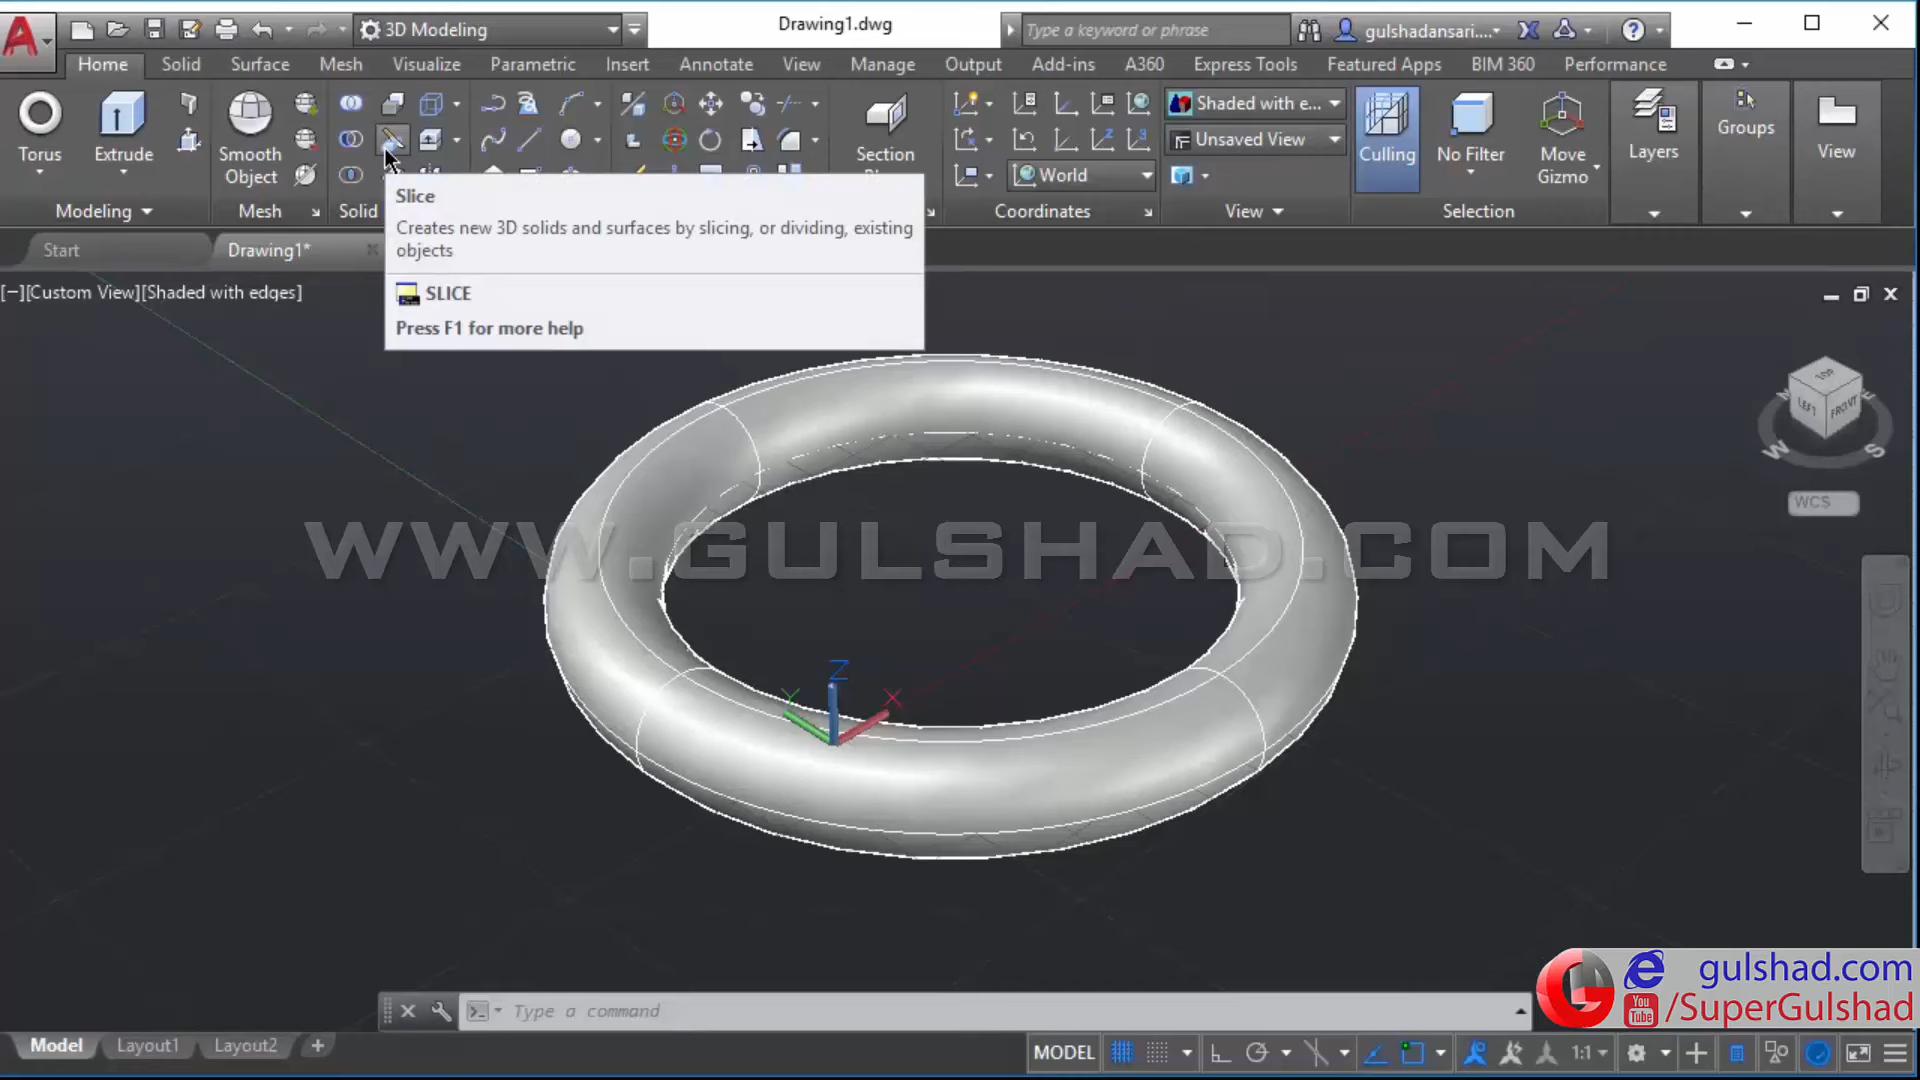 3D Modeling
Drawing1.dwg
Type a keyword or phrase
gulshadansari....
Home Solid Surface Mesh Visualize Parametric Insert Annotate View Manage Output Add-ins A360 Express Tools Featured Apps BIM 360 Performance
Shaded with e...
Unsaved View
Torus Extrude Smooth Object
Section
World
Culling No Filter Move Gizmo
Layers Groups View
Modeling Mesh Solid Coordinates View Selection
Slice
Creates new 3D solids and surfaces by slicing, or dividing, existing
objects
SLICE
Press F1 for more help
Start Drawing1*
[−][Custom View][Shaded with edges]
TOP
LEFT FRONT
W S
WCS
WWW.GULSHAD.COM
Z
Y X
gulshad.com
You Tube /SuperGulshad
Type a command
Model Layout1 Layout2 +
MODEL 1:1